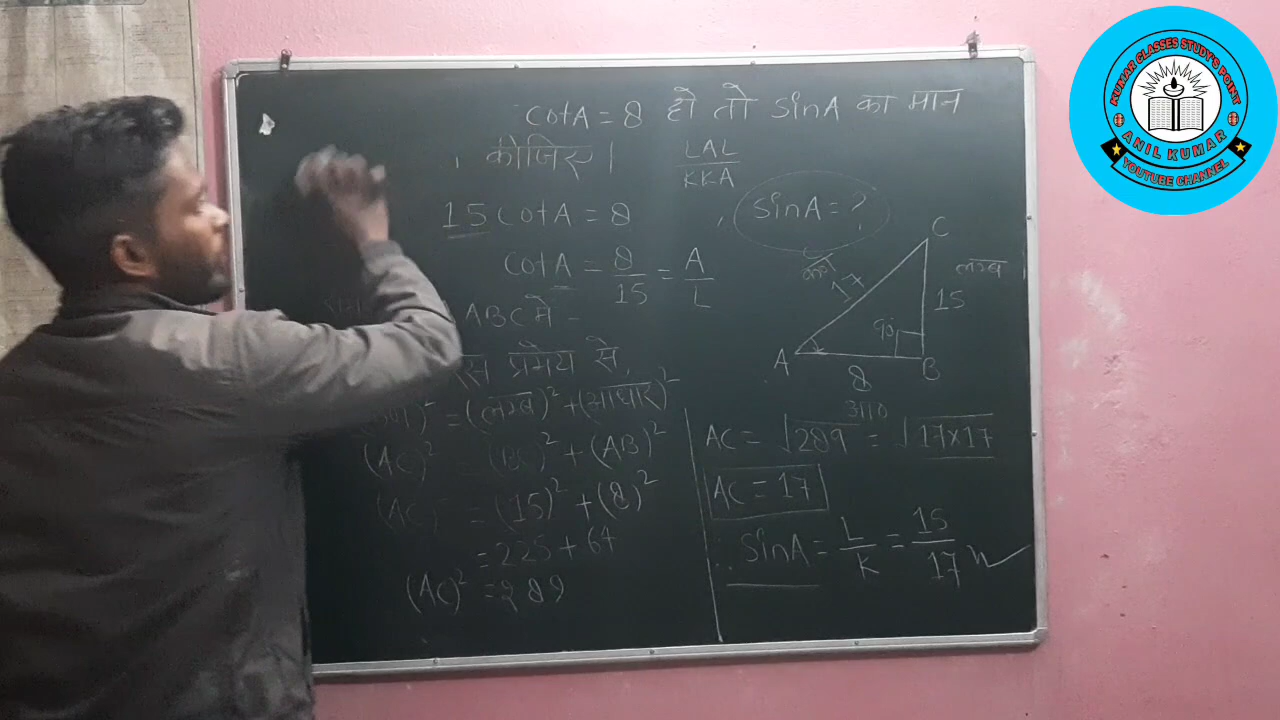 cotA = 8 हो तो SinA का मान
कीजिए।
LAL
KKA
15 cotA = 8
, SinA = ?
cotA = 8/15 = A/L
ABC मे -
स प्रमेय से,
)² = (लम्ब)² + (आधार)²
(AC)² = (BC)² + (AB)²
(AC)² = (15)² + (8)²
= 225 + 64
(AC)² = 289
C
लम्ब
17
15
90°
A
B
8
आ०
AC = √289 = √17×17
AC = 17
∴ SinA = L/K = 15/17
KUMAR CLASSES STUDY'S POINT
ANIL KUMAR
YOUTUBE CHANNEL